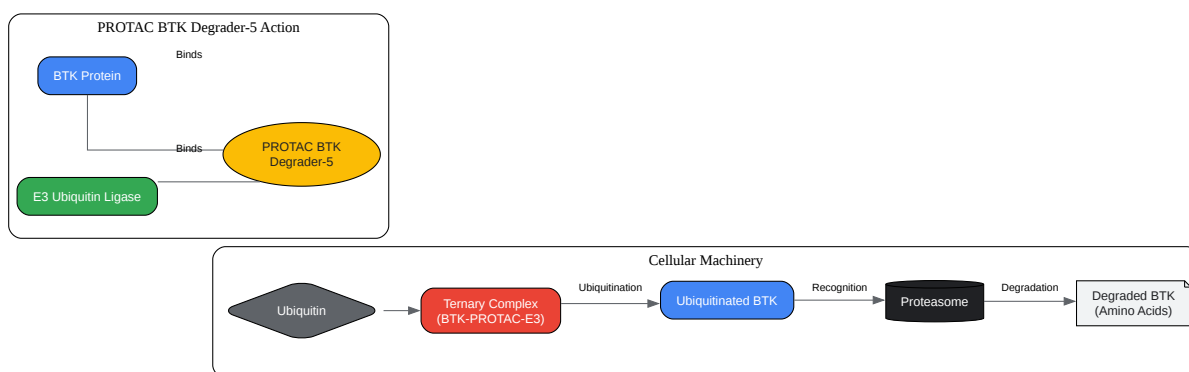 PROTAC BTK Degrader-5 Action
Binds
BTK Protein
Binds
PROTAC BTK
Degrader-5
E3 Ubiquitin Ligase
Cellular Machinery
Ubiquitin
Ternary Complex
(BTK-PROTAC-E3)
Ubiquitination
Ubiquitinated BTK
Recognition
Proteasome
Degradation
Degraded BTK
(Amino Acids)